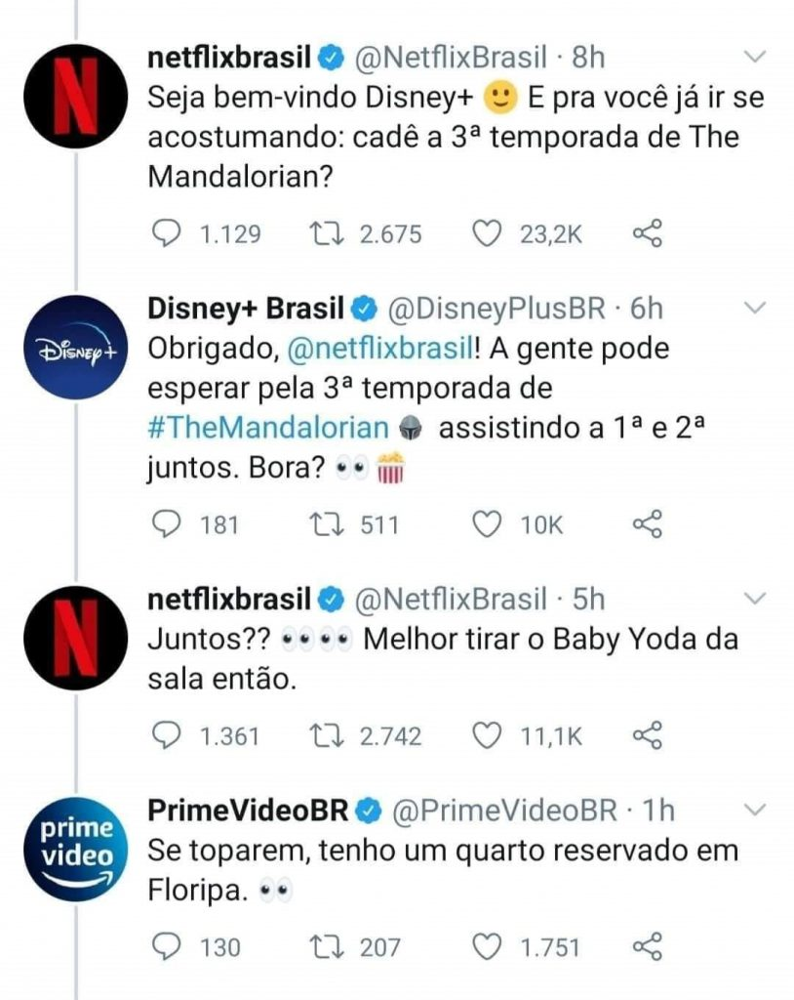 netflixbrasil @NetflixBrasil · 8h
Seja bem-vindo Disney+ 🙂 E pra você já ir se
acostumando: cadê a 3ª temporada de The
Mandalorian?
1.129 2.675 23,2K
Disney+ Brasil @DisneyPlusBR · 6h
Disney+
Obrigado, @netflixbrasil! A gente pode
esperar pela 3ª temporada de
#TheMandalorian assistindo a 1ª e 2ª
juntos. Bora? 👀🍿
181 511 10K
netflixbrasil @NetflixBrasil · 5h
Juntos?? 👀👀 Melhor tirar o Baby Yoda da
sala então.
1.361 2.742 11,1K
PrimeVideoBR @PrimeVideoBR · 1h
prime
video
Se toparem, tenho um quarto reservado em
Floripa. 👀
130 207 1.751